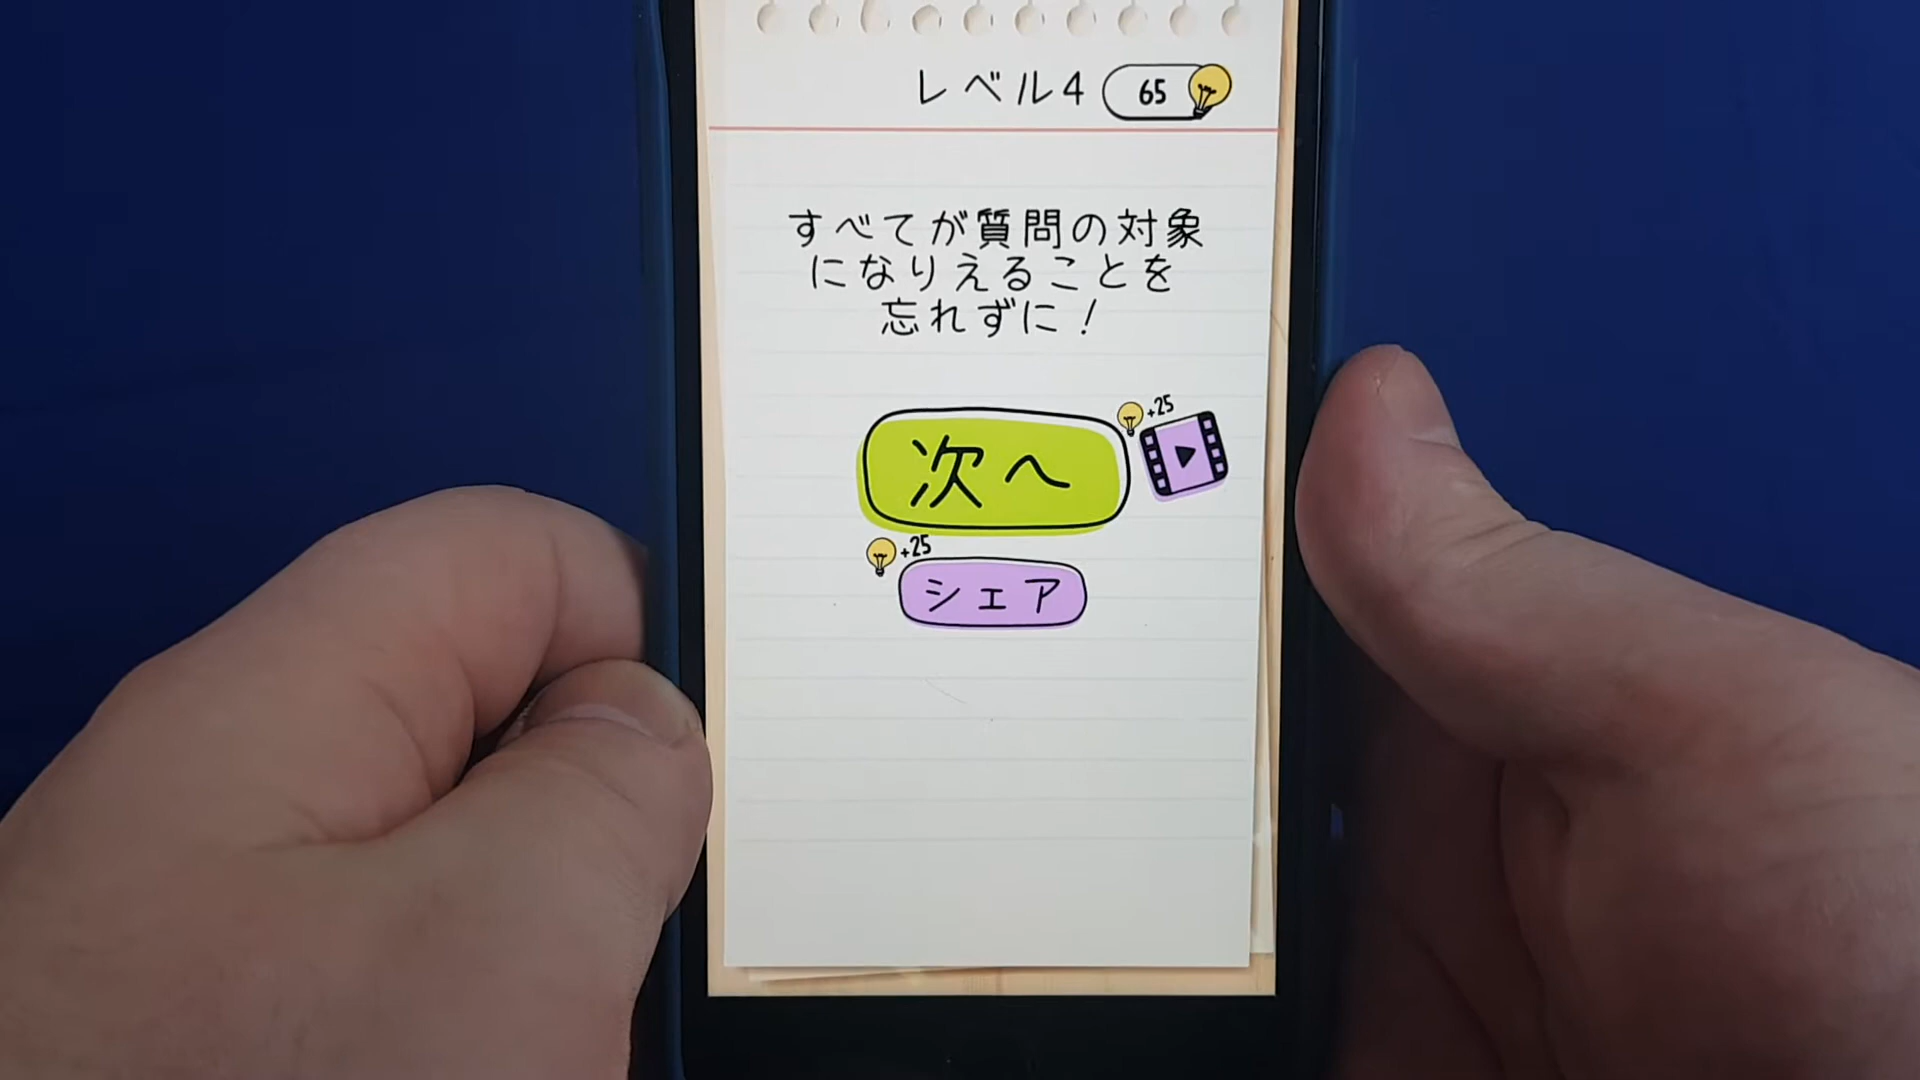 レベル4 65
すべてが質問の対象
になりえることを
忘れずに!
+25
次へ
+25
シェア